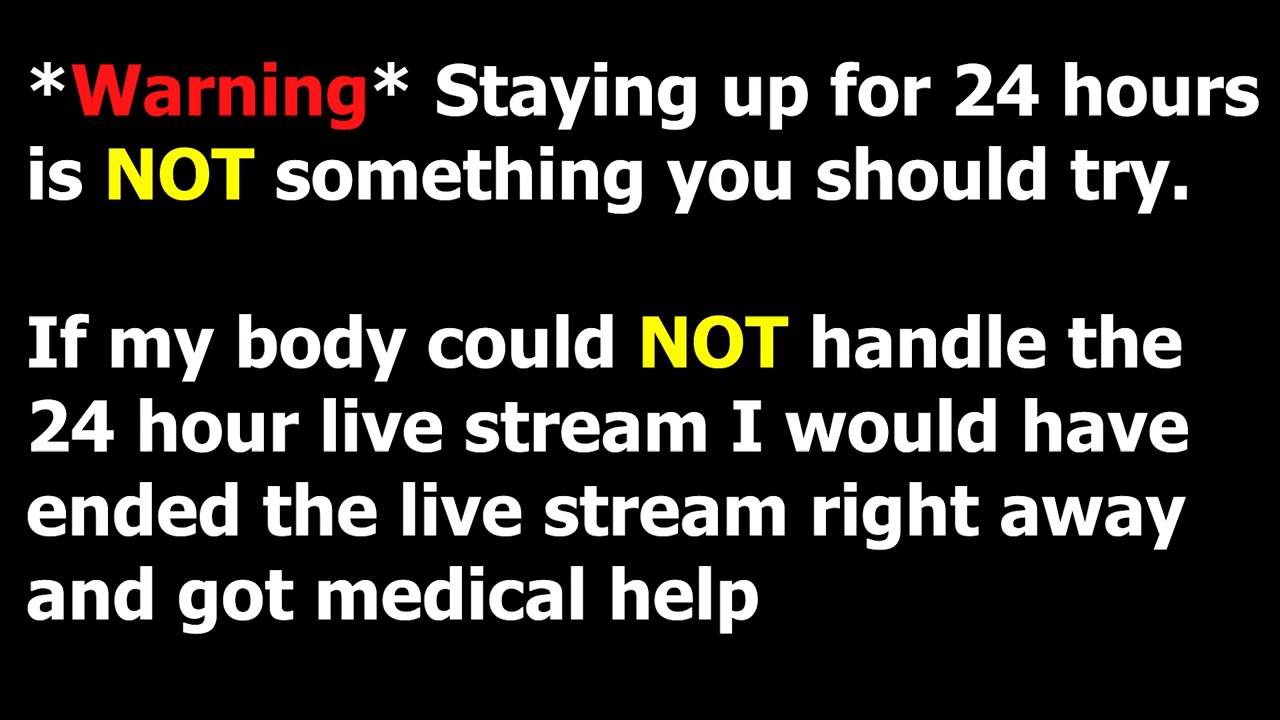 *Warning* Staying up for 24 hours
is NOT something you should try.
If my body could NOT handle the
24 hour live stream I would have
ended the live stream right away
and got medical help